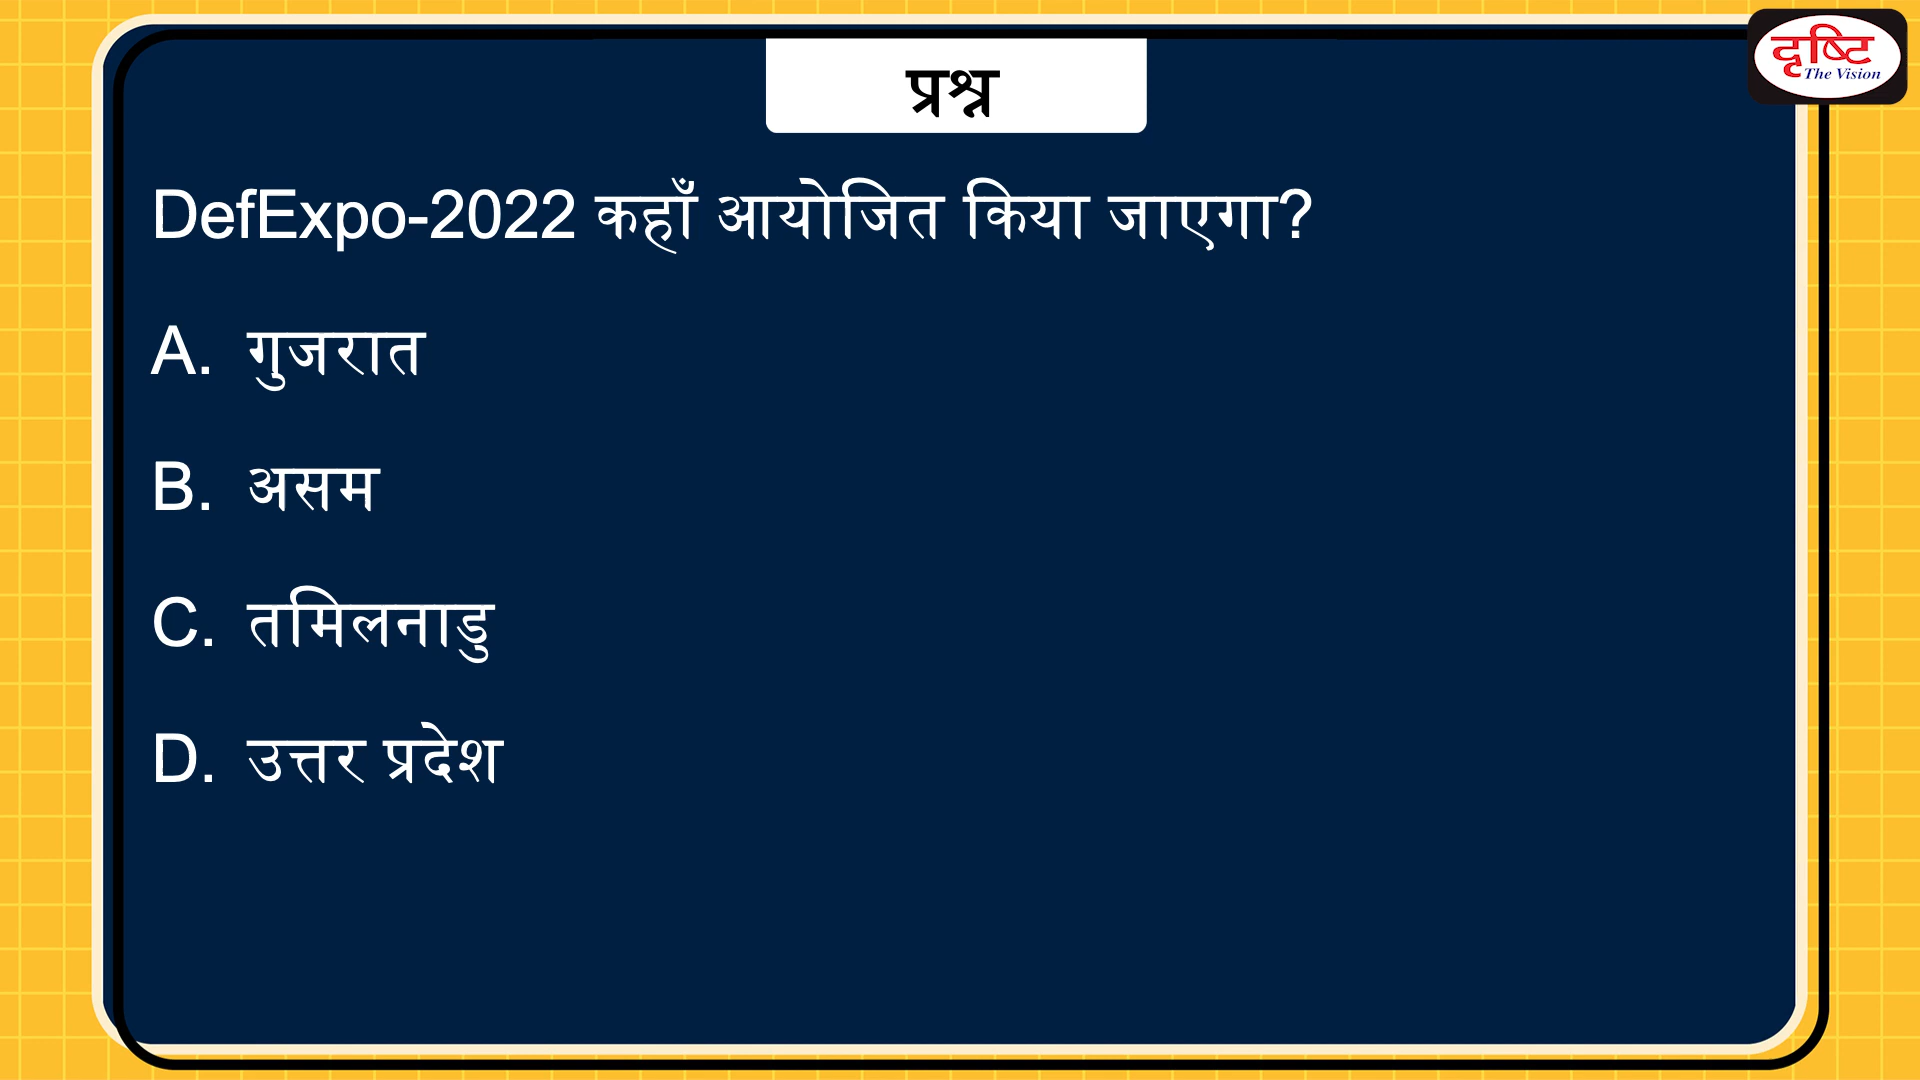 दृष्टि
The Vision
प्रश्न
DefExpo-2022 कहाँ आयोजित किया जाएगा?
A. गुजरात
B. असम
C. तमिलनाडु
D. उत्तर प्रदेश